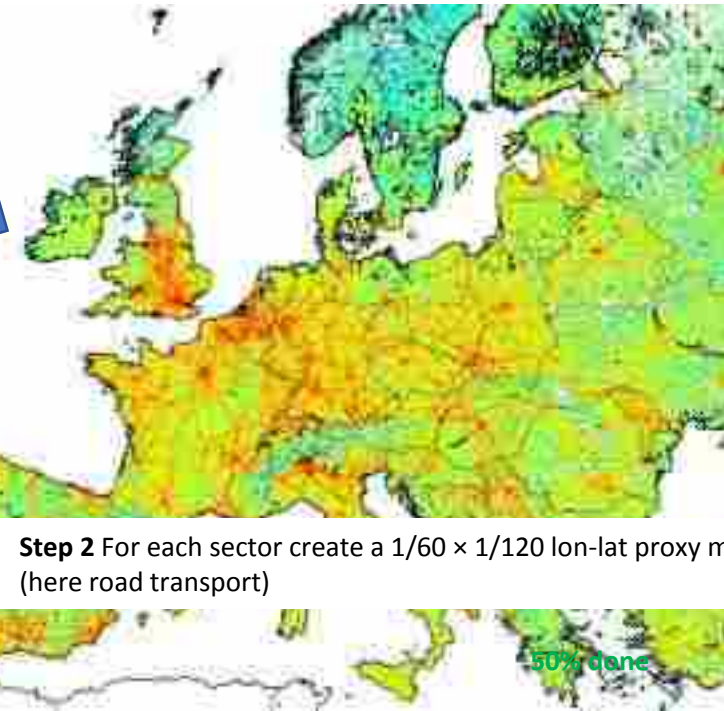 Step 2 For each sector create a 1/60 × 1/120 lon-lat proxy m
(here road transport)
50% done